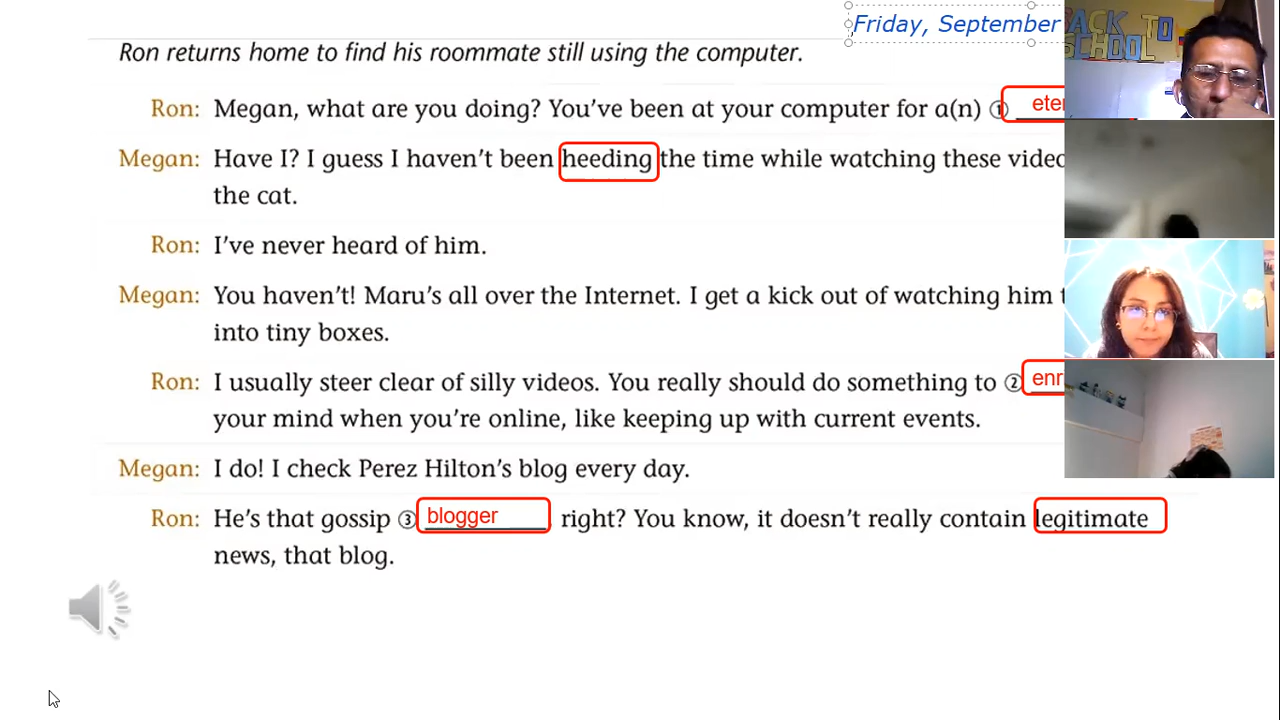 Friday, September
BACK TO
SCHOOL
Ron returns home to find his roommate still using the computer.
Ron: Megan, what are you doing? You've been at your computer for a(n) ①
Megan: Have I? I guess I haven't been heeding the time while watching these
the cat.
Ron: I've never heard of him.
Megan: You haven't! Maru's all over the Internet. I get a kick out of watching him
into tiny boxes.
Ron: I usually steer clear of silly videos. You really should do something to ②
your mind when you're online, like keeping up with current events.
Megan: I do! I check Perez Hilton's blog every day.
Ron: He's that gossip ③ blogger right? You know, it doesn't really contain legitimate
news, that blog.